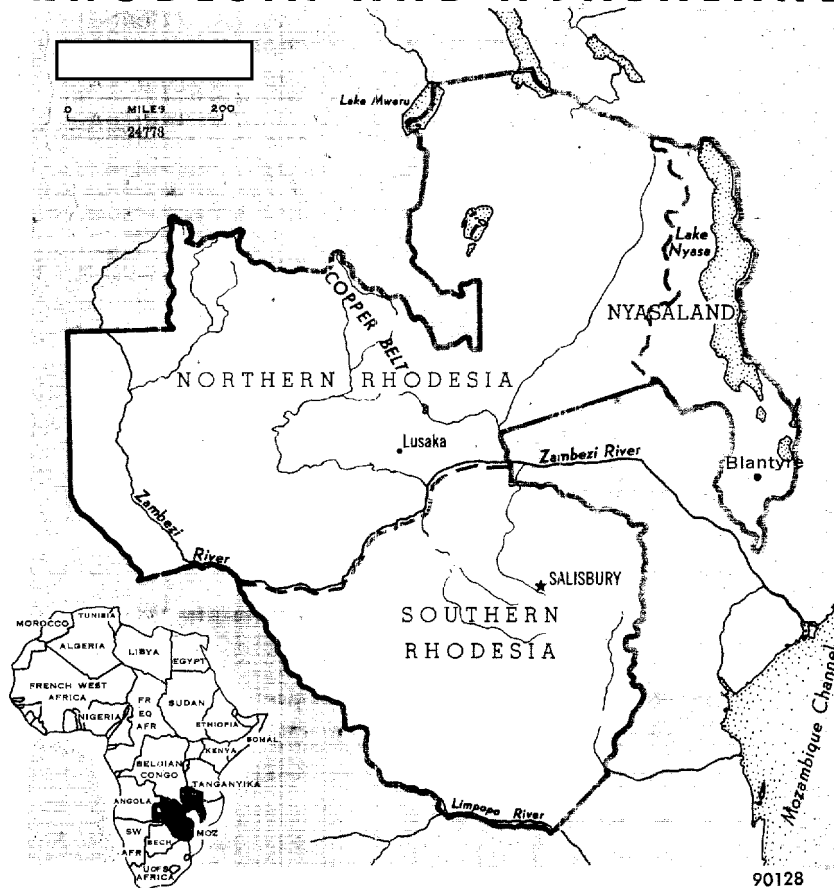 MILES
0 200
24778
Lake Mweru
Lake
Nyasa
COPPER BELT
NYASALAND
NORTHERN RHODESIA
Lusaka
Zambezi River
Blantyre
Zambezi
River
SALISBURY
SOUTHERN
RHODESIA
Mozambique Channel
Limpopo River
MOROCCO
TUNISIA
ALGERIA
LIBYA
EGYPT
FRENCH WEST
AFRICA
NIGERIA
FR
EQ
AFR
SUDAN
ETHIOPIA
SOMAL
KENYA
BELGIAN
CONGO
TANGANYIKA
ANGOLA
MOZ
SW
AFR
BECH
U OF S
AFRICA
90128